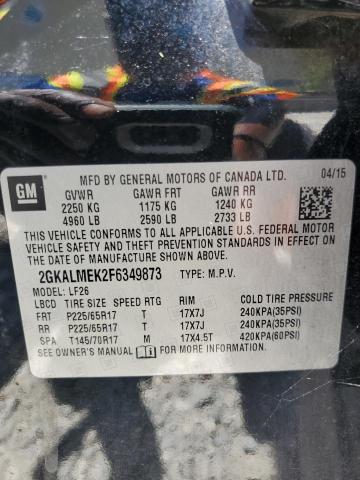 GM
MFD BY GENERAL MOTORS OF CANADA LTD. 04/15
GVWR GAWR FRT GAWR RR
2250 KG 1175 KG 1240 KG
4960 LB 2590 LB 2733 LB
THIS VEHICLE CONFORMS TO ALL APPLICABLE U.S. FEDERAL MOTOR
VEHICLE SAFETY AND THEFT PREVENTION STANDARDS IN EFFECT ON
THE DATE OF MANUFACTURE SHOWN ABOVE.
2GKALMEK2F6349873 TYPE: M.P.V.
MODEL: LF26
LBCD TIRE SIZE SPEED RTG RIM COLD TIRE PRESSURE
FRT P225/65R17 T 17X7J 240KPA(35PSI)
RR P225/65R17 T 17X7J 240KPA(35PSI)
SPA T145/70R17 M 17X4.5T 420KPA(60PSI)
SEE OWNER'S MANUAL FOR MORE INFORMATION.